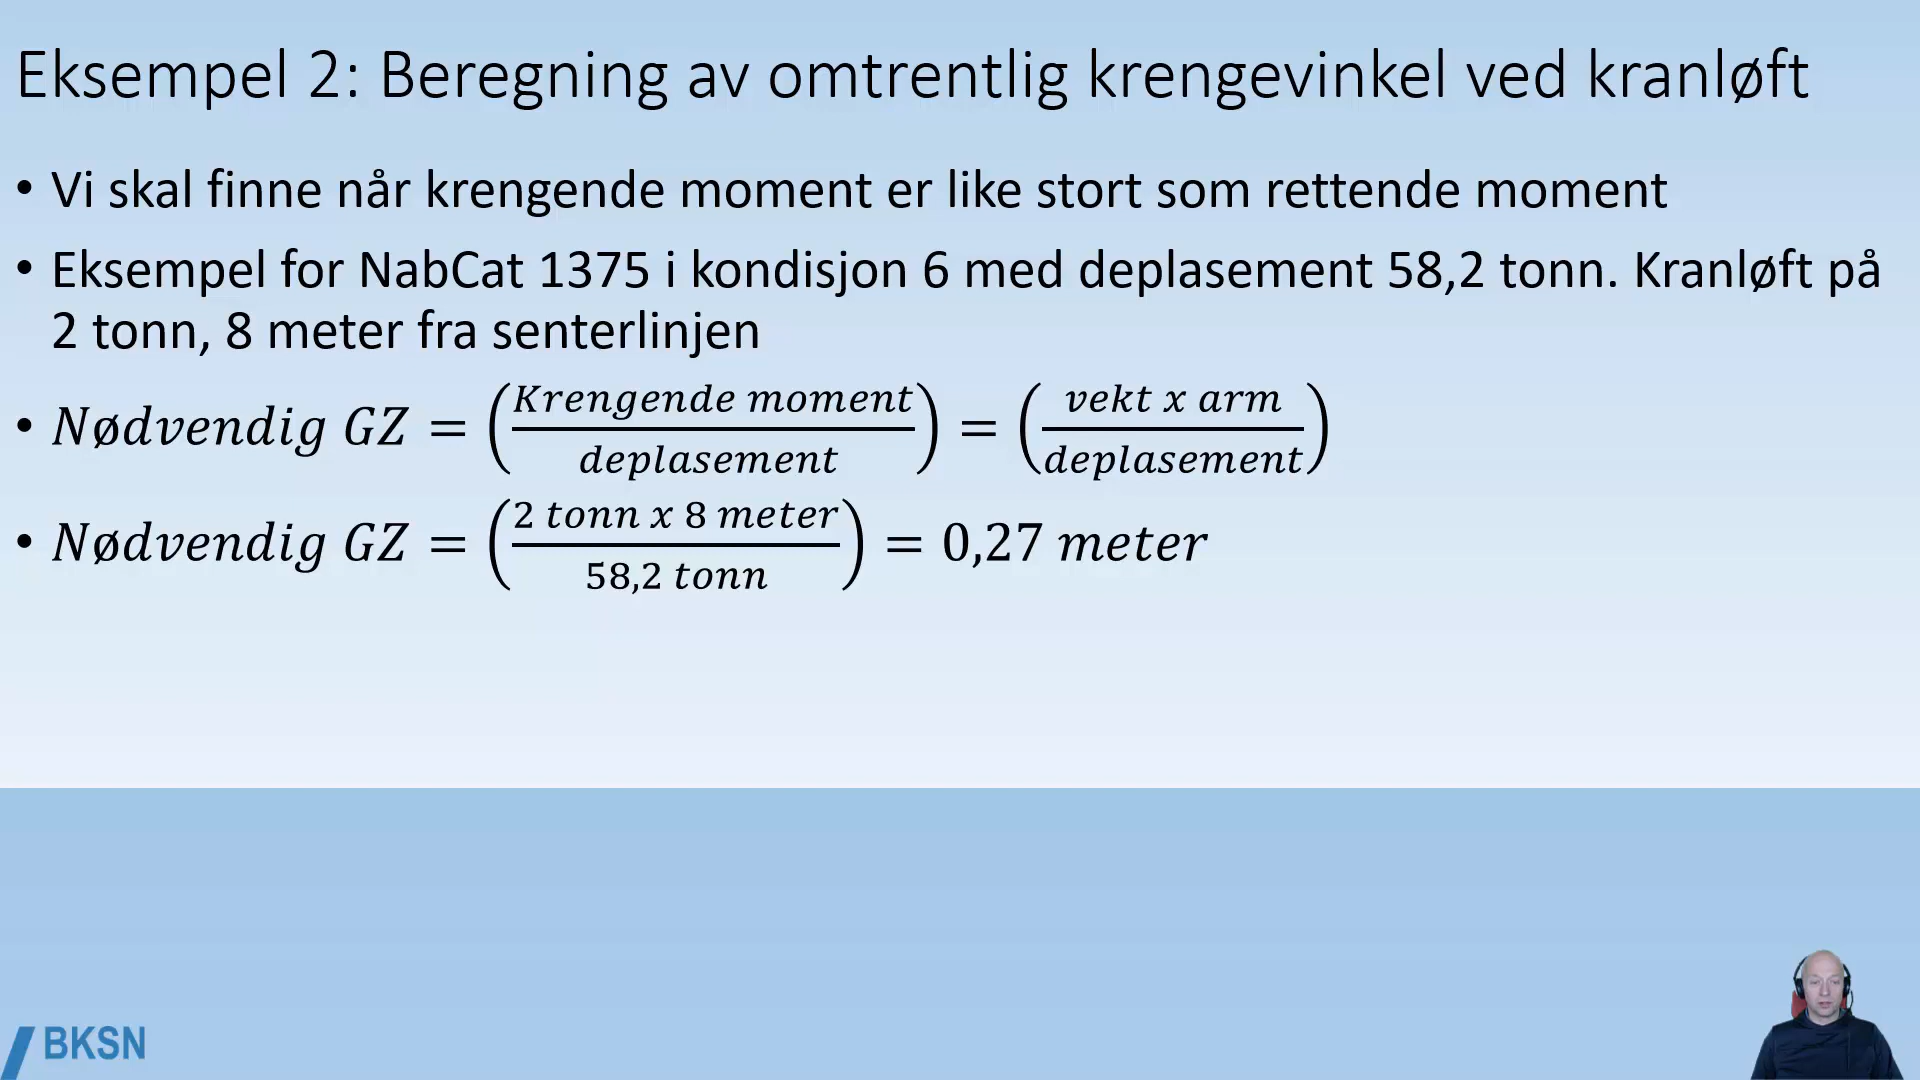 Eksempel 2: Beregning av omtrentlig krengevinkel ved kranløft
• Vi skal finne når krengende moment er like stort som rettende moment
• Eksempel for NabCat 1375 i kondisjon 6 med deplasement 58,2 tonn. Kranløft på
2 tonn, 8 meter fra senterlinjen
• Nødvendig GZ = (Krengende moment / deplasement) = (vekt x arm / deplasement)
• Nødvendig GZ = (2 tonn x 8 meter / 58,2 tonn) = 0,27 meter
BKSN